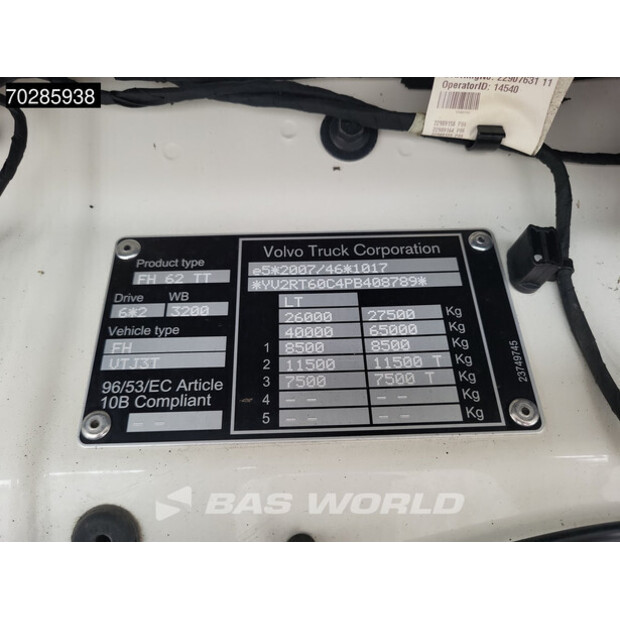 70285938
OperatorID: 14540
Volvo Truck Corporation
Product type
FH 62 TT
Drive WB
6*2 3200
Vehicle type
FH
VTJ3T
96/53/EC Article
10B Compliant
-- --
e5*2007/46*1017
*YV2RT60C4PB408789*
LT
26000 27500 Kg
40000 65000 Kg
1 8500 8500 Kg
2 11500 11500 T Kg
3 7500 7500 T Kg
4 -- -- -- -- Kg
5 -- -- -- -- Kg
23749745
BAS WORLD